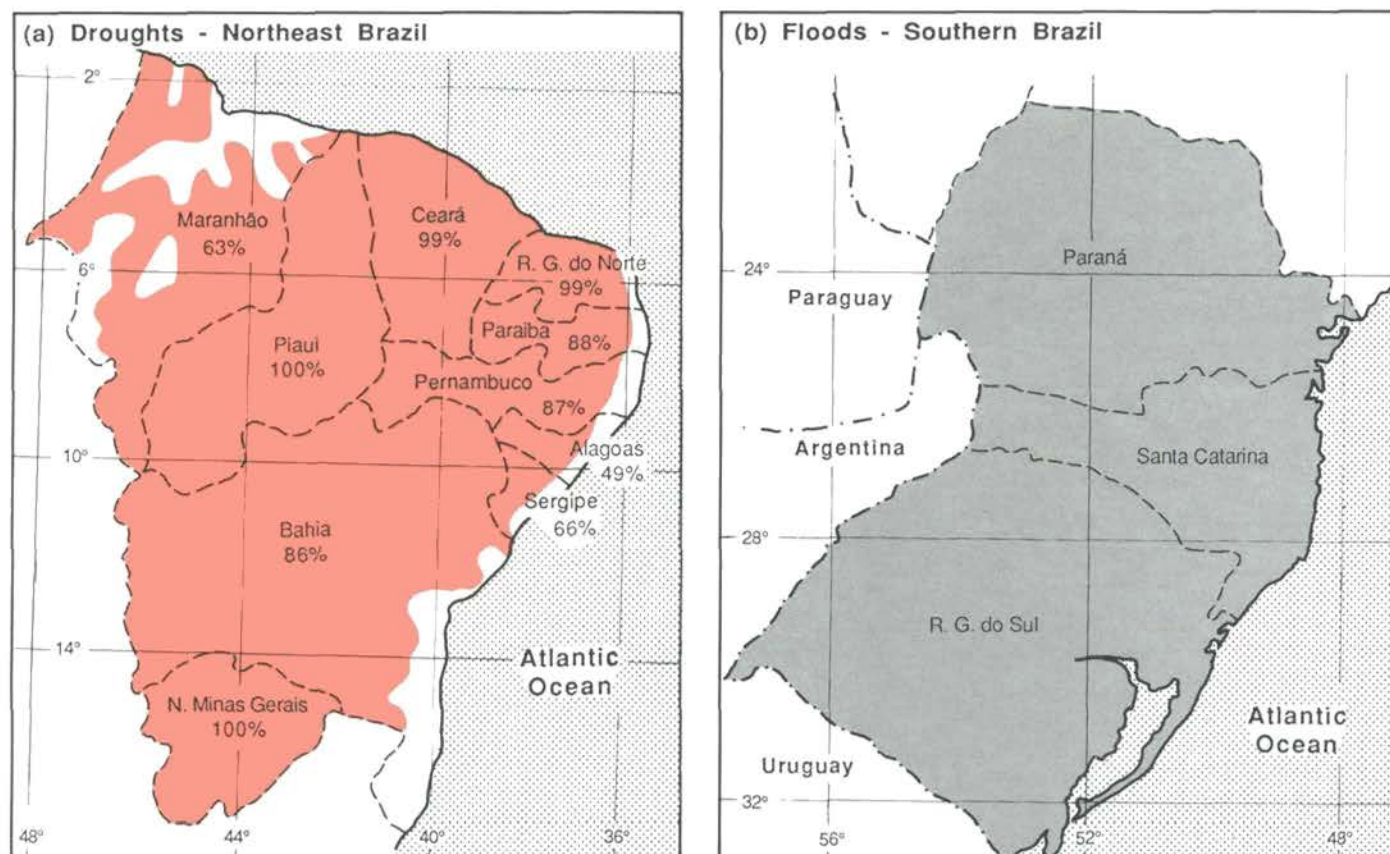 (a) Droughts - Northeast Brazil
2°
Maranhão
63%
Ceará
99%
6°
R. G. do Norte
99%
Paraiba
88%
Piaui
100%
Pernambuco
87%
10°
Alagoas
49%
Sergipe
66%
Bahia
86%
14°
Atlantic
Ocean
N. Minas Gerais
100%
48°
44°
40°
36°
(b) Floods - Southern Brazil
Paraná
24°
Paraguay
Argentina
Santa Catarina
28°
R. G. do Sul
Atlantic
Ocean
Uruguay
32°
56°
52°
48°